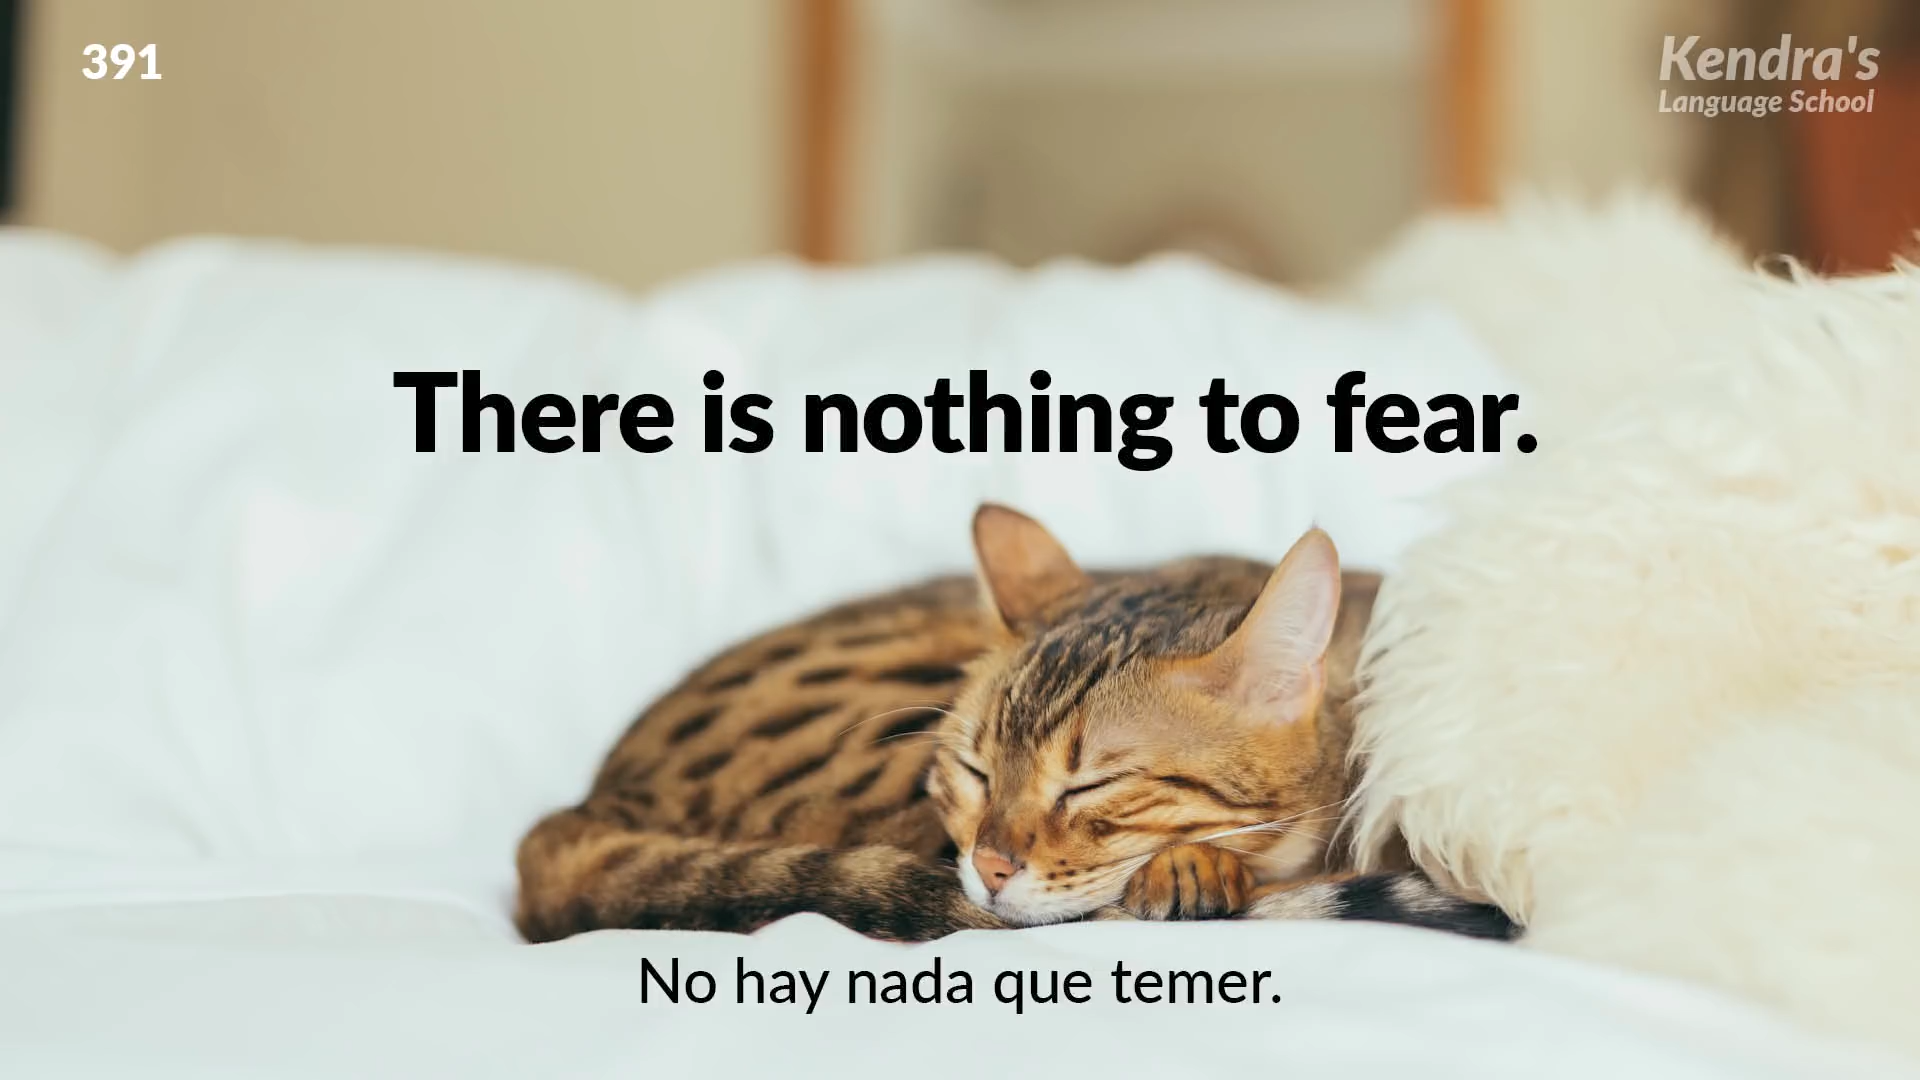 391
Kendra's
Language School
There is nothing to fear.
No hay nada que temer.